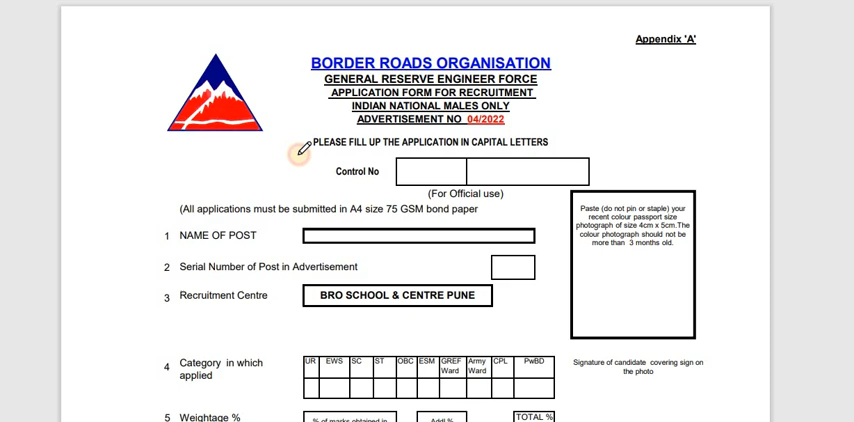 Appendix 'A'
BORDER ROADS ORGANISATION
GENERAL RESERVE ENGINEER FORCE
APPLICATION FORM FOR RECRUITMENT
INDIAN NATIONAL MALES ONLY
ADVERTISEMENT NO 04/2022
PLEASE FILL UP THE APPLICATION IN CAPITAL LETTERS
Control No
(For Official use)
(All applications must be submitted in A4 size 75 GSM bond paper
Paste (do not pin or staple) your
recent colour passport size
photograph of size 4cm x 5cm.The
colour photograph should not be
more than 3 months old.
1 NAME OF POST
2 Serial Number of Post in Advertisement
3 Recruitment Centre BRO SCHOOL & CENTRE PUNE
4 Category in which
applied
UR EWS SC ST OBC ESM GREF Army CPL PwBD
Ward Ward
Signature of candidate covering sign on
the photo
5 Weightage % % of marks obtained in Addl % TOTAL %